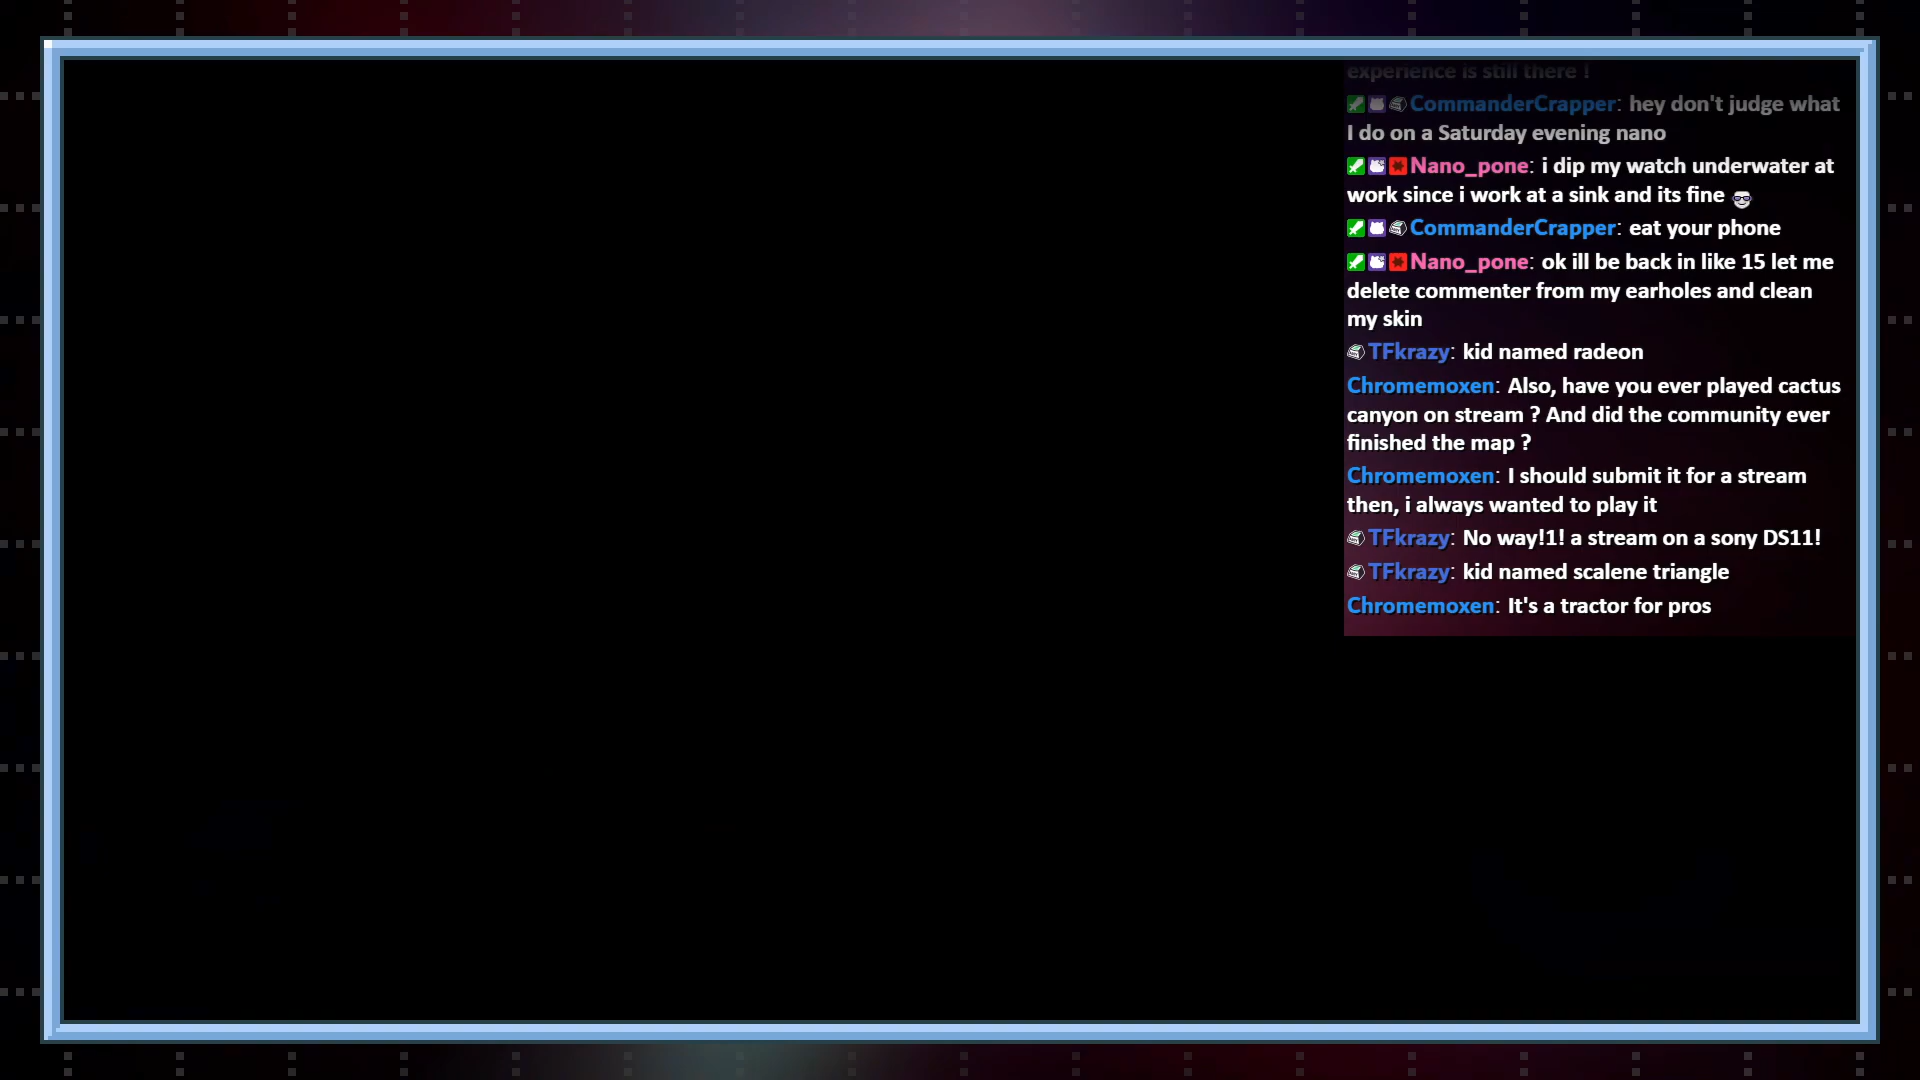 experience is still there !
CommanderCrapper: hey don't judge what
I do on a Saturday evening nano
Nano_pone: i dip my watch underwater at
work since i work at a sink and its fine
CommanderCrapper: eat your phone
Nano_pone: ok ill be back in like 15 let me
delete commenter from my earholes and clean
my skin
TFkrazy: kid named radeon
Chromemoxen: Also, have you ever played cactus
canyon on stream ? And did the community ever
finished the map ?
Chromemoxen: I should submit it for a stream
then, i always wanted to play it
TFkrazy: No way!1! a stream on a sony DS11!
TFkrazy: kid named scalene triangle
Chromemoxen: It's a tractor for pros